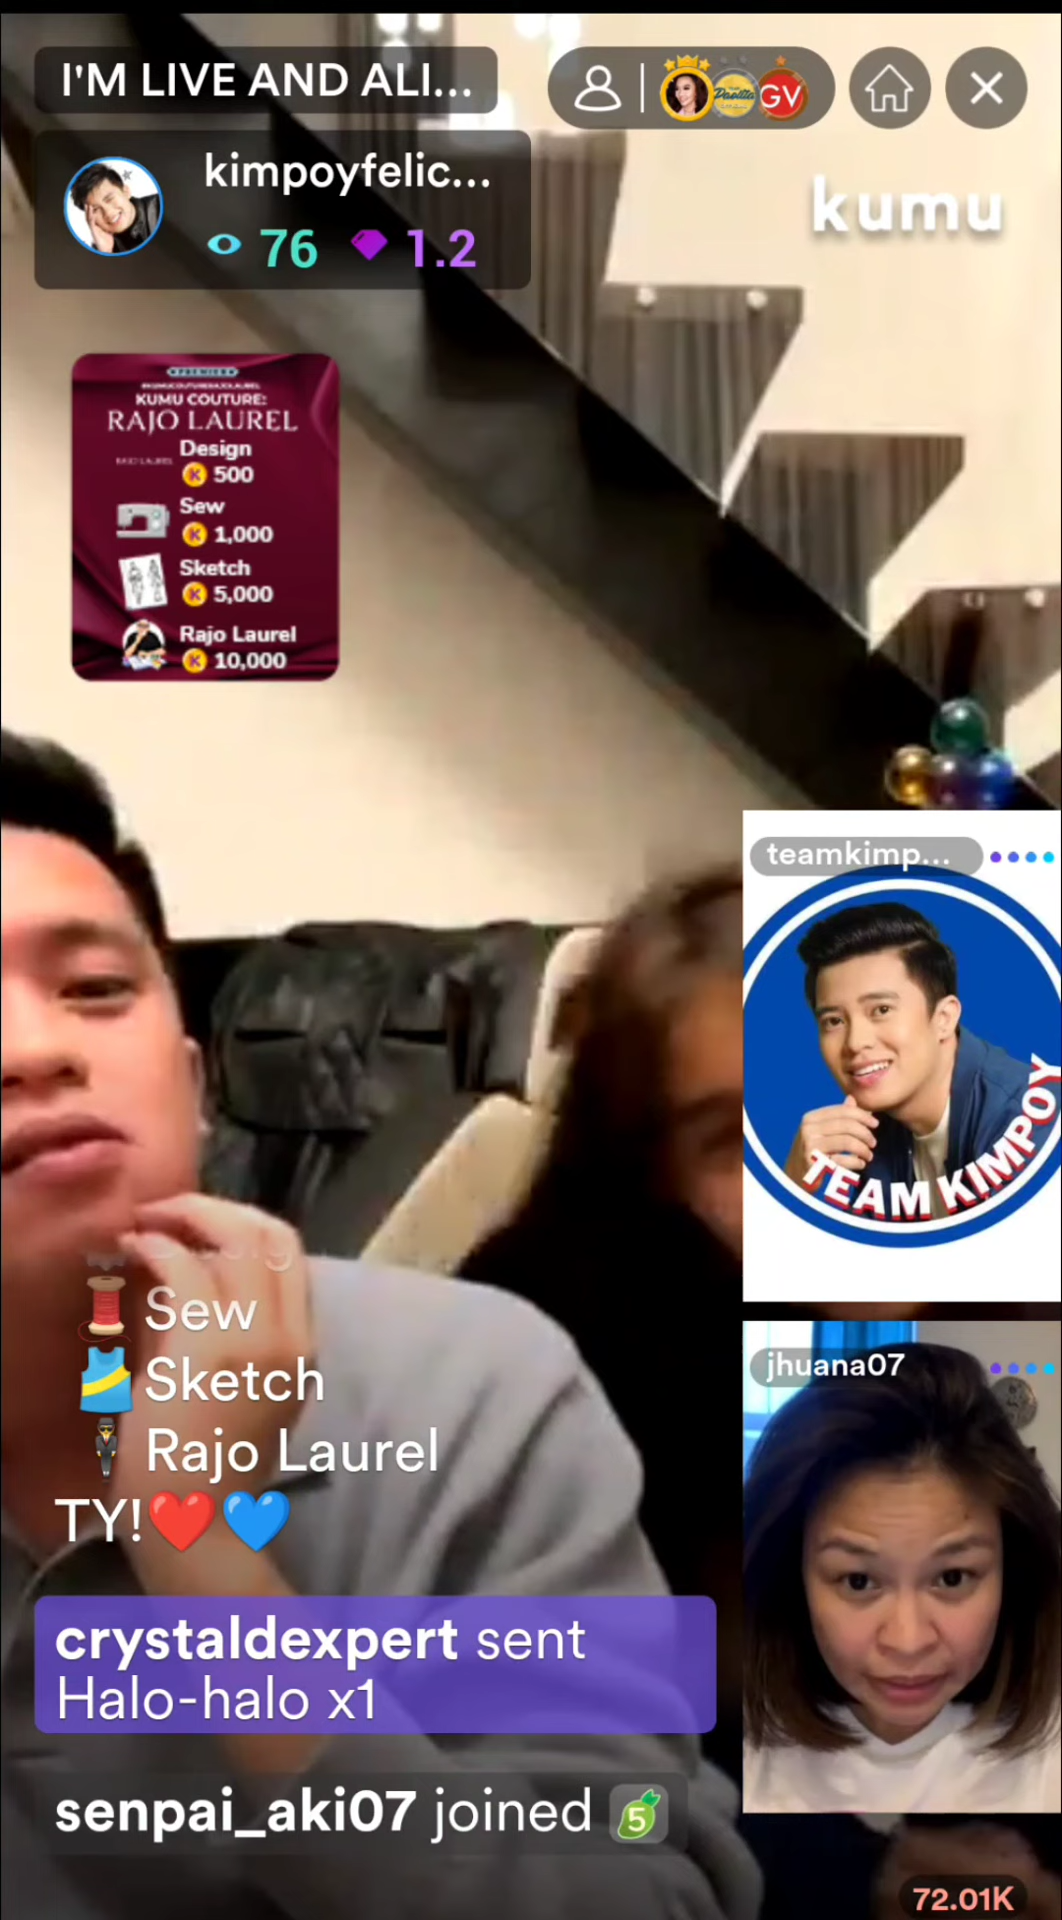 I'M LIVE AND ALI...
kimpoyfelic...
76
1.2
GV
kumu
PREMIER
KUMU COUTURE:
RAJO LAUREL
Design
500
Sew
1,000
Sketch
5,000
Rajo Laurel
10,000
teamkimp...
TEAM KIMPOY
jhuana07
Sew
Sketch
Rajo Laurel
TY!❤️💙
crystaldexpert sent
Halo-halo x1
senpai_aki07 joined
5
72.01K